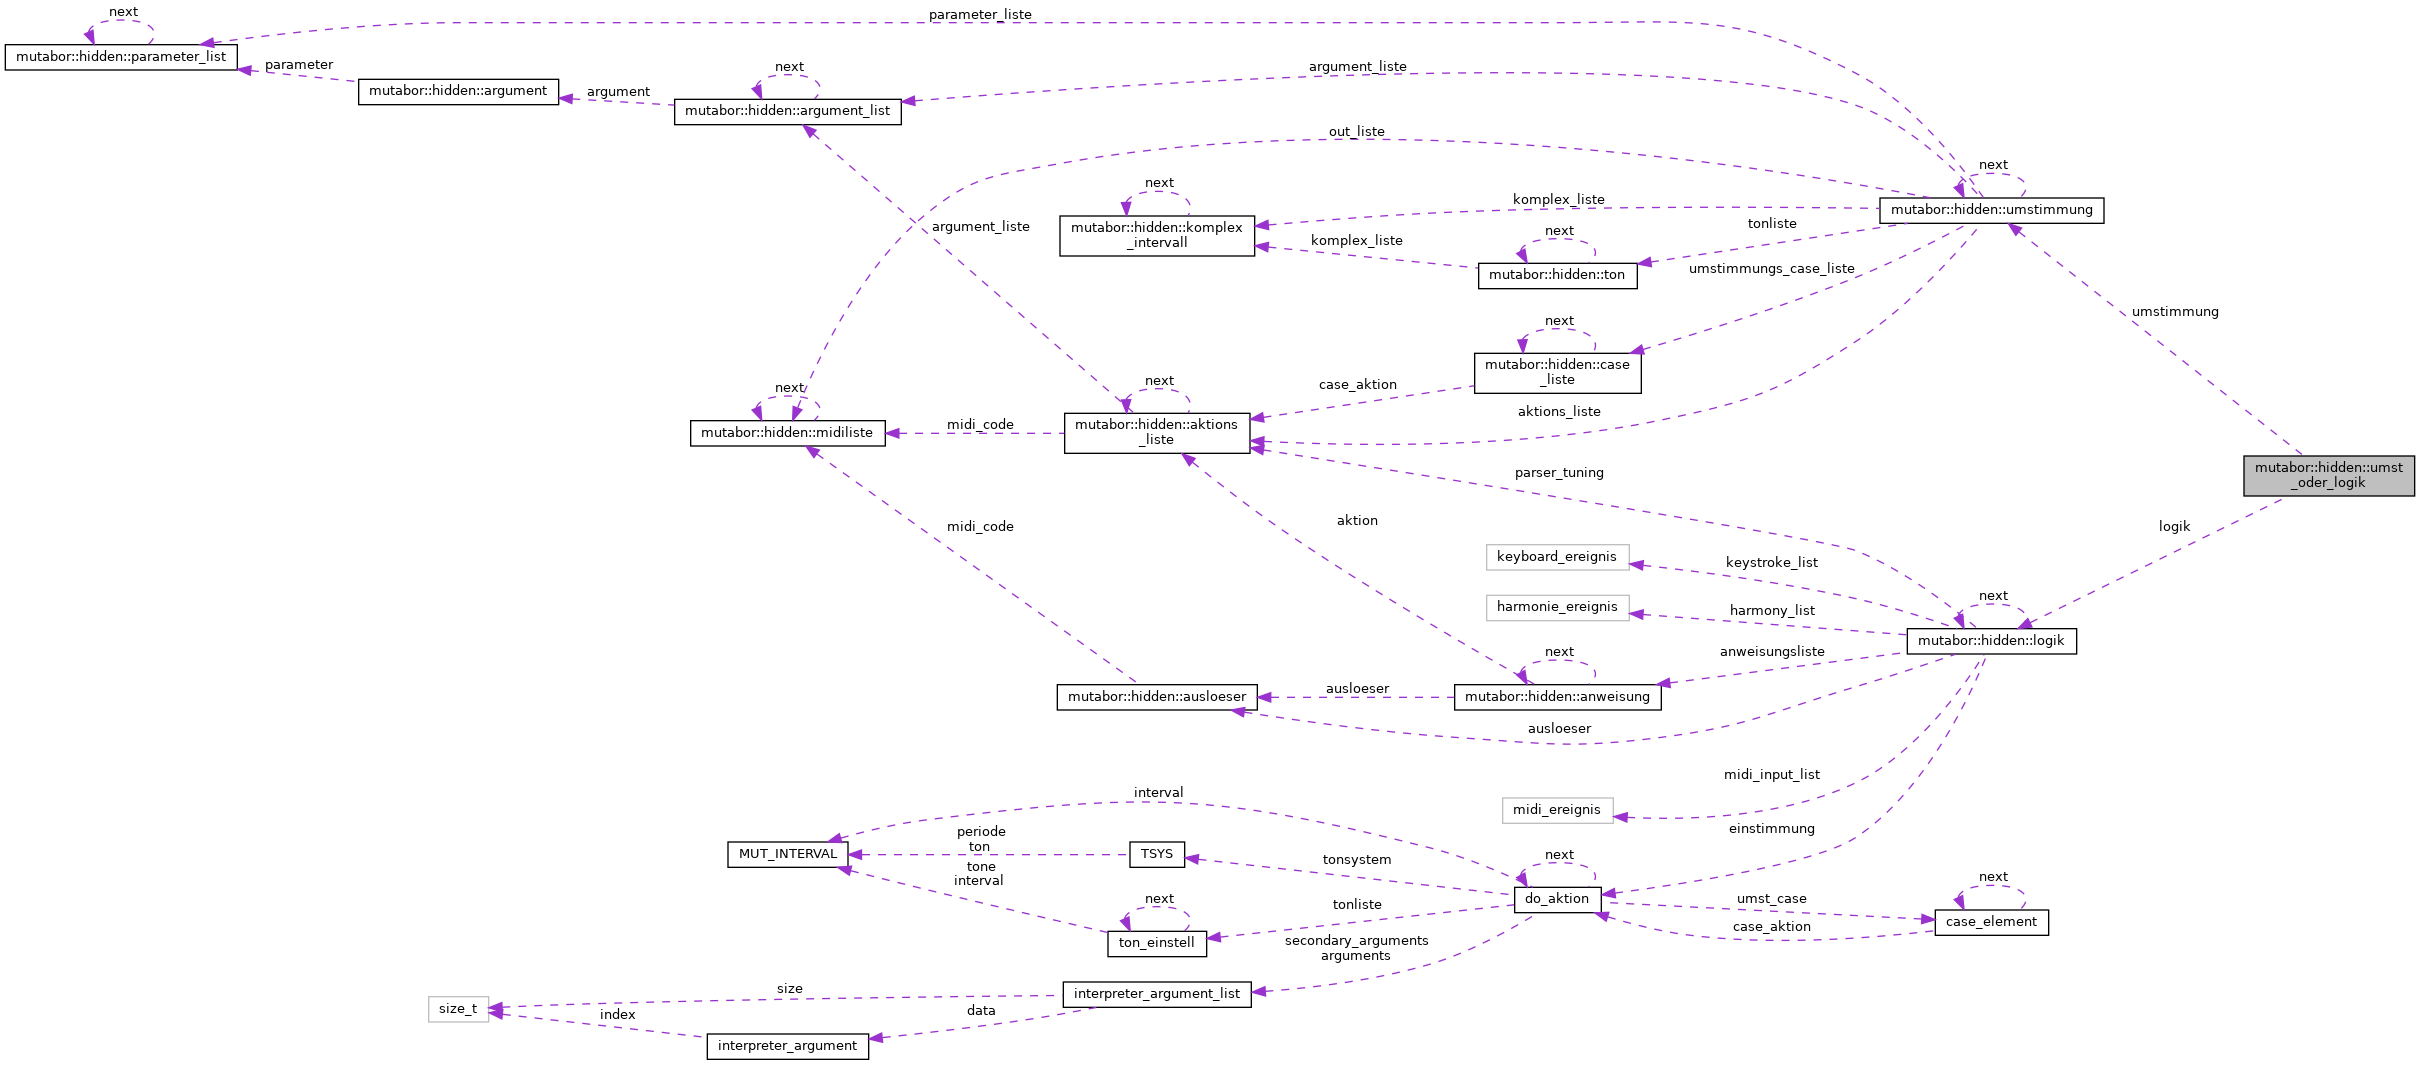 next
parameter_liste
mutabor::hidden::parameter_list
parameter
mutabor::hidden::argument
argument
next
mutabor::hidden::argument_list
argument_liste
out_liste
next
mutabor::hidden::umstimmung
next
mutabor::hidden::komplex
_intervall
komplex_liste
tonliste
argument_liste
komplex_liste
next
mutabor::hidden::ton
umstimmungs_case_liste
umstimmung
next
mutabor::hidden::case
_liste
case_aktion
next
mutabor::hidden::aktions
_liste
aktions_liste
next
mutabor::hidden::midiliste
midi_code
parser_tuning
mutabor::hidden::umst
_oder_logik
midi_code
aktion
logik
keyboard_ereignis
keystroke_list
harmonie_ereignis
harmony_list
next
mutabor::hidden::logik
anweisungsliste
next
mutabor::hidden::anweisung
ausloeser
mutabor::hidden::ausloeser
ausloeser
midi_input_list
midi_ereignis
einstimmung
interval
periode
ton
MUT_INTERVAL
TSYS
tonsystem
tone
interval
next
do_aktion
umst_case
next
case_element
case_aktion
next
ton_einstell
tonliste
secondary_arguments
arguments
interpreter_argument_list
size
size_t
index
data
interpreter_argument